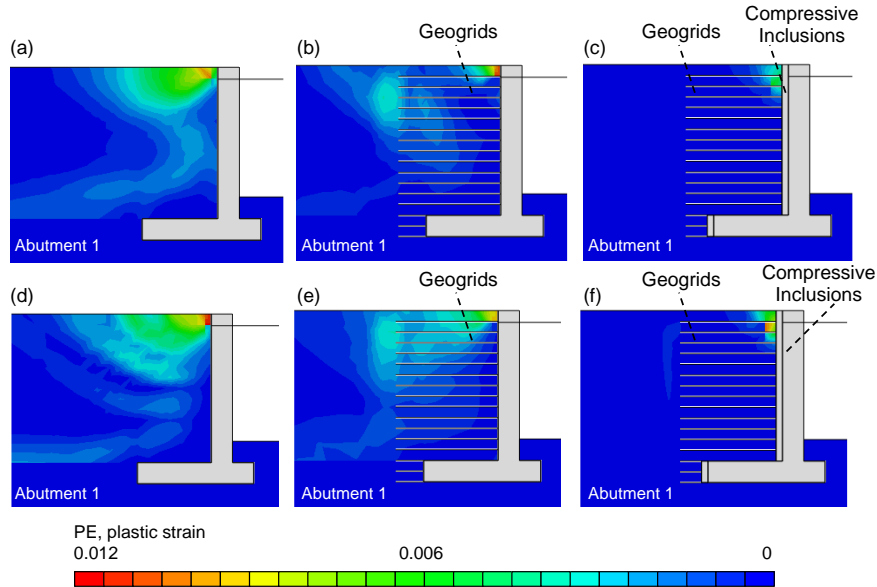 (a)
(b)
Geogrids
(c)
Geogrids
Compressive
Inclusions
Abutment 1
Abutment 1
Abutment 1
(d)
(e)
Geogrids
(f)
Geogrids
Compressive
Inclusions
Abutment 1
Abutment 1
Abutment 1
PE, plastic strain
0.012 0.006 0